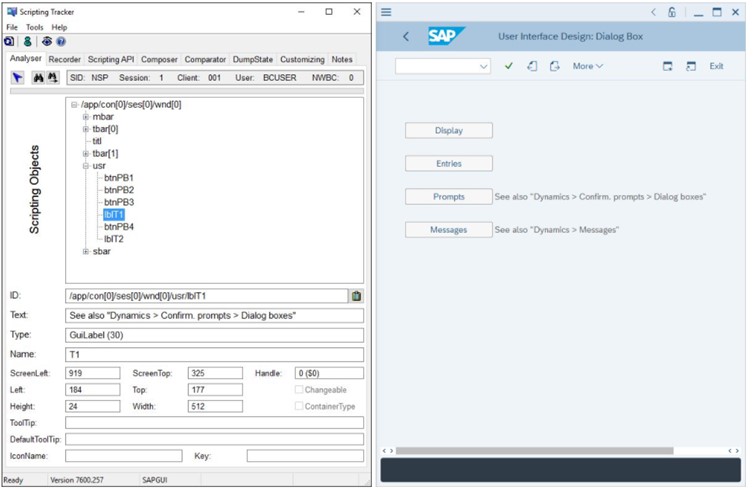 Scripting Tracker
File Tools Help
Analyser Recorder Scripting API Composer Comparator DumpState Customizing Notes
SID: NSP Session: 1 Client: 001 User: BCUSER NWBC: 0
Scripting Objects
/app/con[0]/ses[0]/wnd[0]
mbar
tbar[0]
titl
tbar[1]
usr
btnPB1
btnPB2
btnPB3
lblT1
btnPB4
lblT2
sbar
ID: /app/con[0]/ses[0]/wnd[0]/usr/lblT1
Text: See also "Dynamics > Confirm. prompts > Dialog boxes"
Type: GuiLabel (30)
Name: T1
ScreenLeft: 919 ScreenTop: 325 Handle: 0 ($0)
Left: 184 Top: 177 Changeable
Height: 24 Width: 512 ContainerType
ToolTip:
DefaultToolTip:
IconName: Key:
Ready Version 7600.257 SAPGUI
SAP User Interface Design: Dialog Box
More Exit
Display
Entries
Prompts See also "Dynamics > Confirm. prompts > Dialog boxes"
Messages See also "Dynamics > Messages"